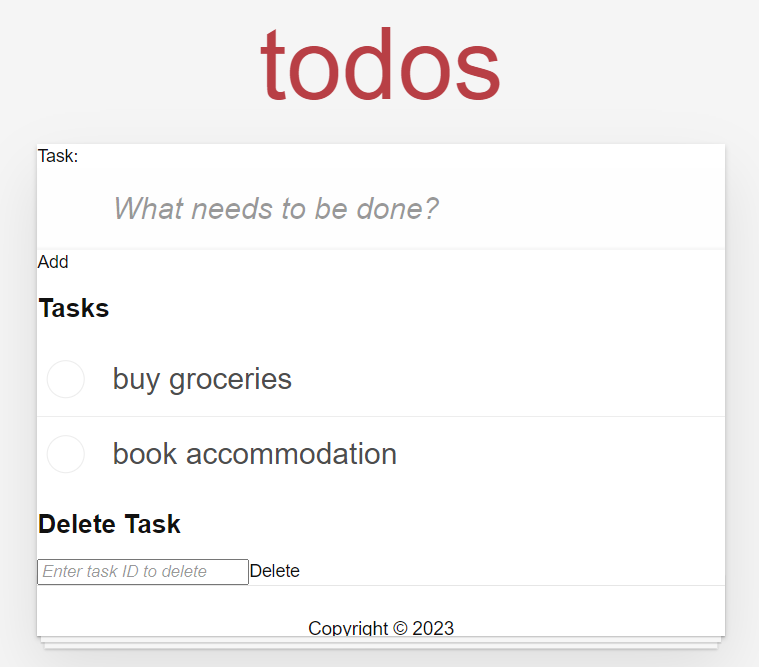 todos
Task:
What needs to be done?
Add
Tasks
buy groceries
book accommodation
Delete Task
Enter task ID to delete Delete
Copyright © 2023